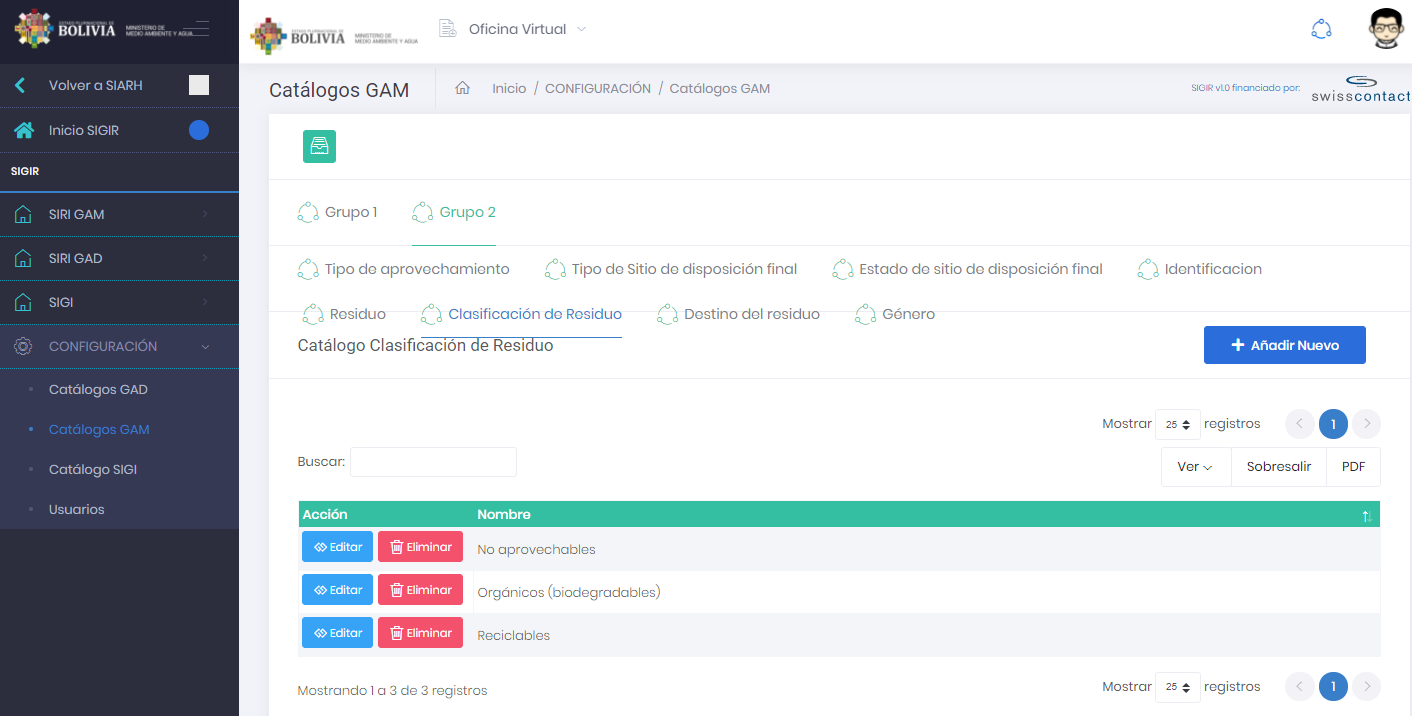 BOLIVIA
MINISTERIO DE
MEDIO AMBIENTE Y AGUA
Volver a SIARH
Inicio SIGIR
SIGIR
SIRI GAM
SIRI GAD
SIGI
CONFIGURACIÓN
Catálogos GAD
Catálogos GAM
Catálogo SIGI
Usuarios
ESTADO PLURINACIONAL DE
BOLIVIA
MINISTERIO DE
MEDIO AMBIENTE Y AGUA
Oficina Virtual
Catálogos GAM
Inicio / CONFIGURACIÓN / Catálogos GAM
SIGIR v1.0 financiado por:
swisscontact
Grupo 1 Grupo 2
Tipo de aprovechamiento Tipo de Sitio de disposición final Estado de sitio de disposición final Identificacion
Residuo Clasificación de Residuo Destino del residuo Género
Catálogo Clasificación de Residuo
Añadir Nuevo
Mostrar 25 registros 1
Buscar:
Ver Sobresalir PDF
Acción Nombre
Editar Eliminar No aprovechables
Editar Eliminar Orgánicos (biodegradables)
Editar Eliminar Reciclables
Mostrando 1 a 3 de 3 registros
Mostrar 25 registros 1